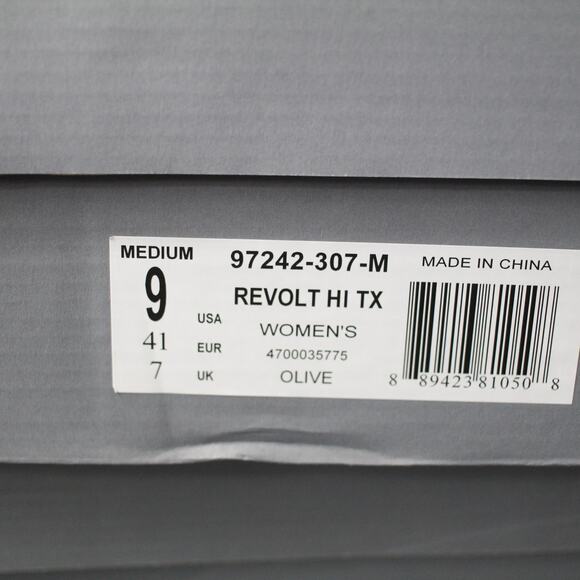 MEDIUM 97242-307-M MADE IN CHINA
9 USA REVOLT HI TX
WOMEN'S
41 EUR 4700035775
7 UK OLIVE 8 89423 81050 8